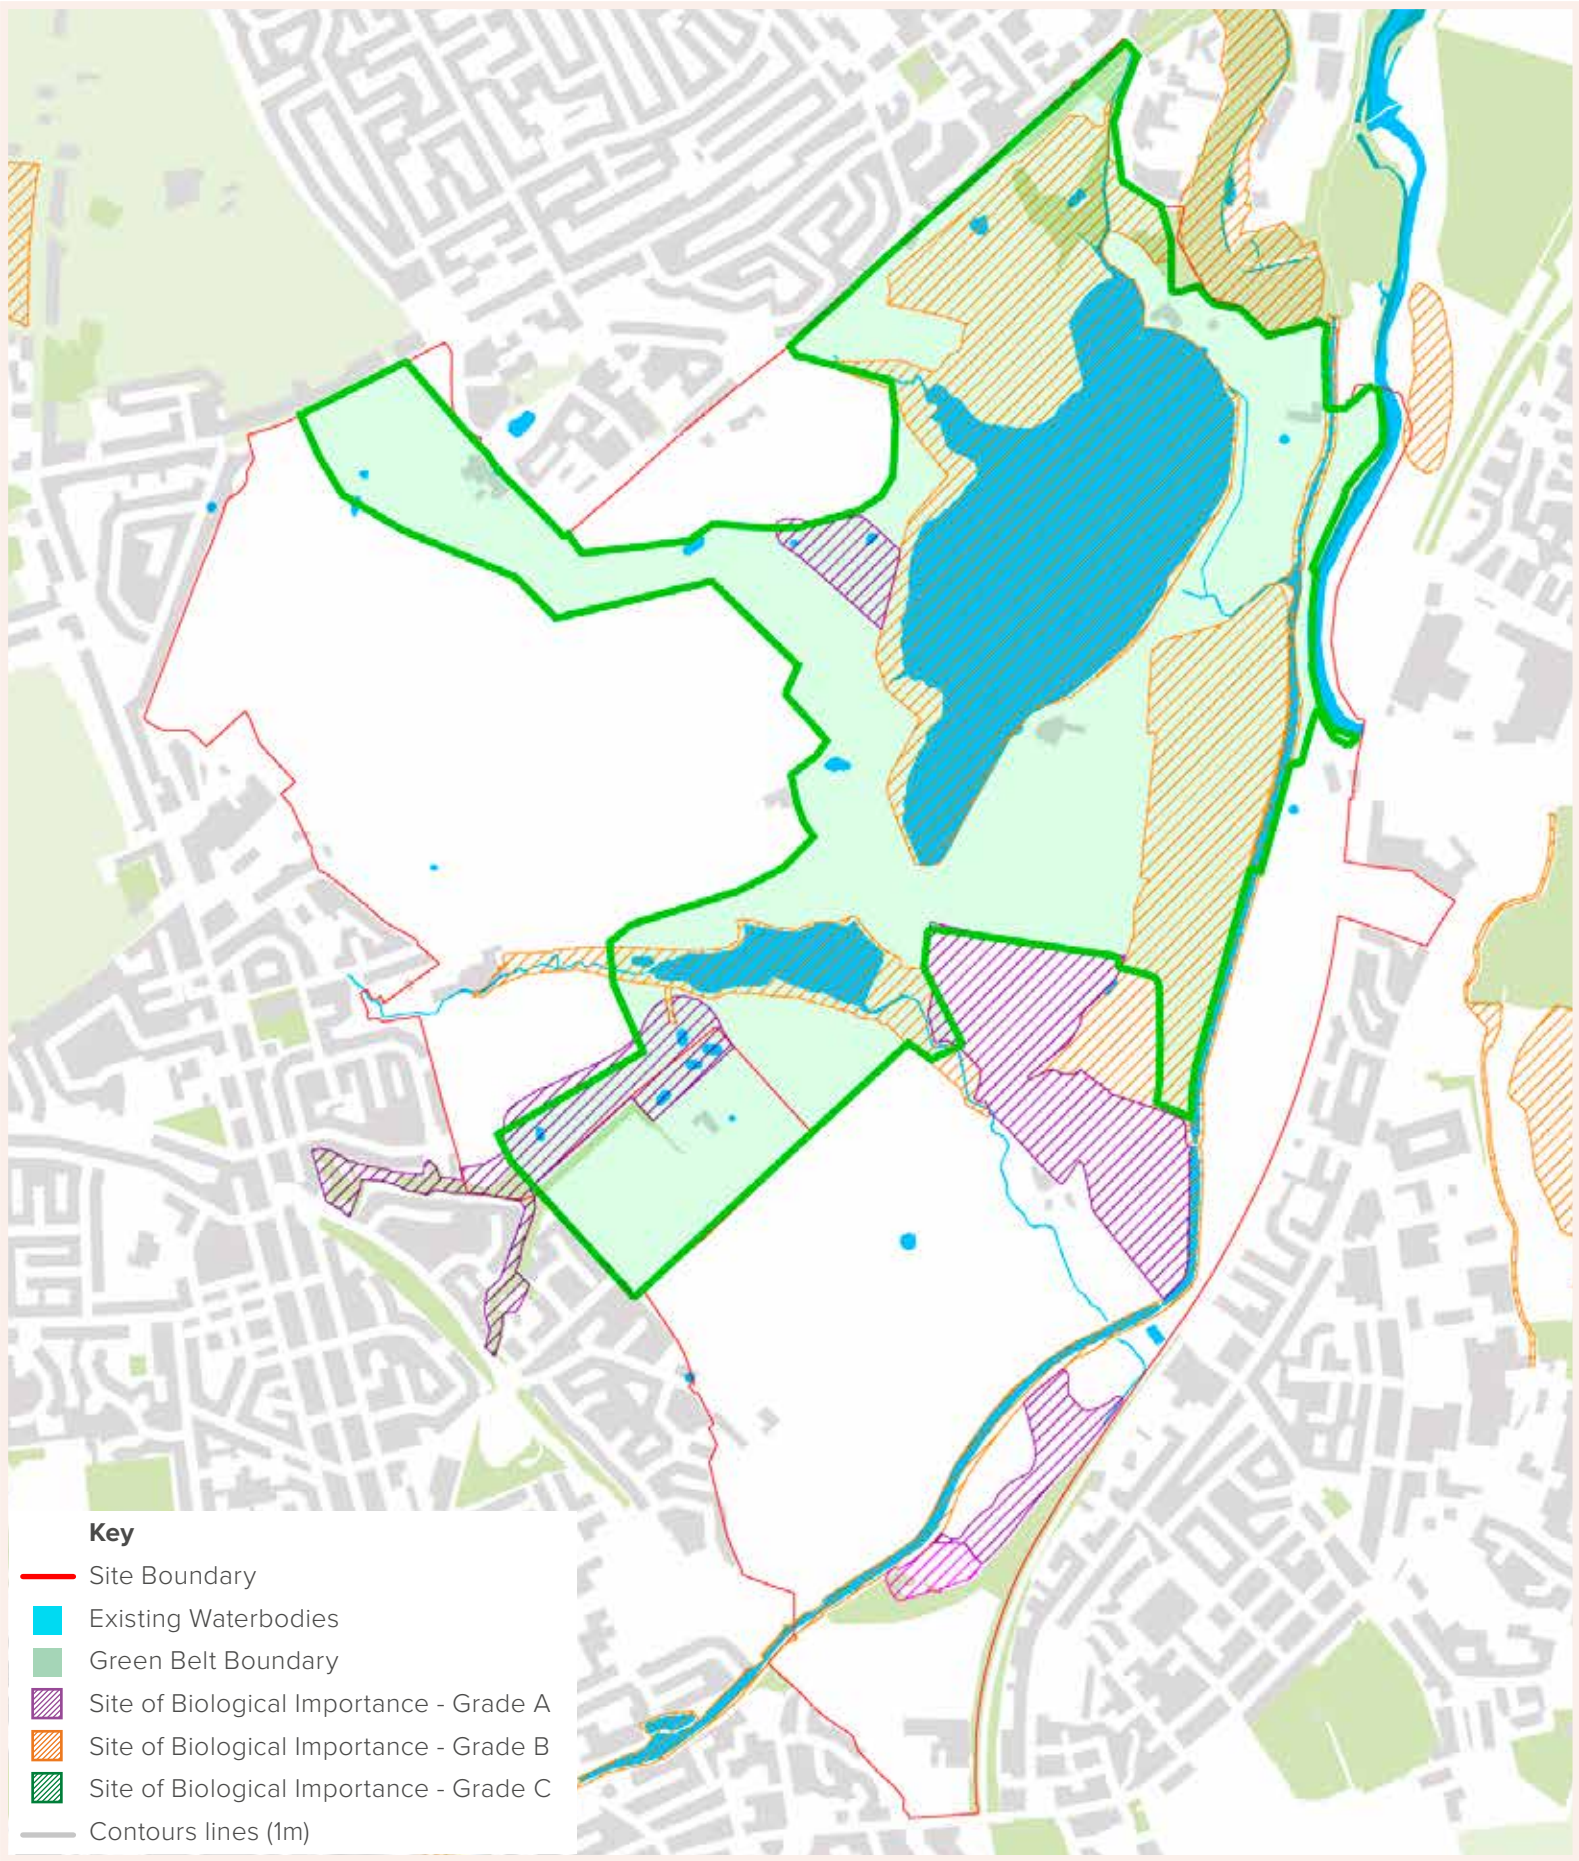 Key
Site Boundary
Existing Waterbodies
Green Belt Boundary
Site of Biological Importance - Grade A
Site of Biological Importance - Grade B
Site of Biological Importance - Grade C
Contours lines (1m)